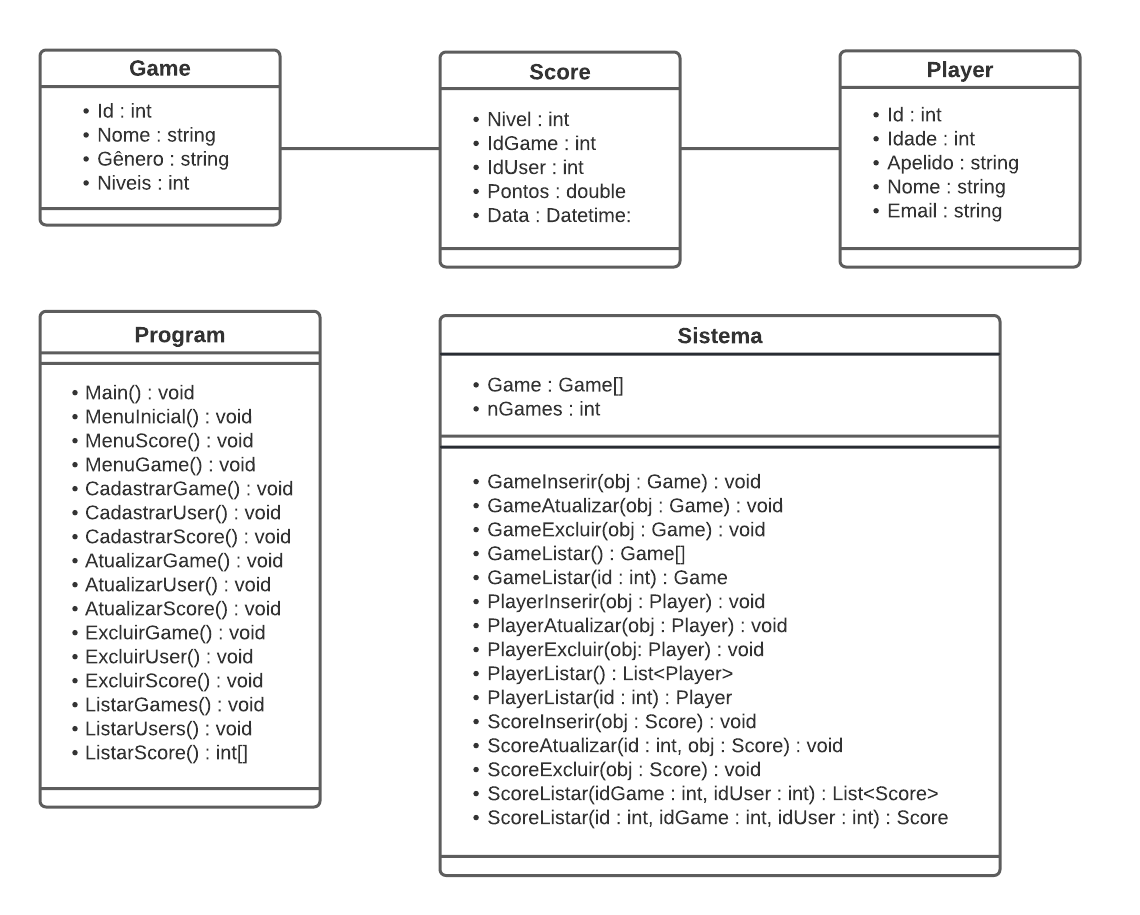 Game
• Id : int
• Nome : string
• Gênero : string
• Niveis : int
Score
• Nivel : int
• IdGame : int
• IdUser : int
• Pontos : double
• Data : Datetime:
Player
• Id : int
• Idade : int
• Apelido : string
• Nome : string
• Email : string
Program
• Main() : void
• MenuInicial() : void
• MenuScore() : void
• MenuGame() : void
• CadastrarGame() : void
• CadastrarUser() : void
• CadastrarScore() : void
• AtualizarGame() : void
• AtualizarUser() : void
• AtualizarScore() : void
• ExcluirGame() : void
• ExcluirUser() : void
• ExcluirScore() : void
• ListarGames() : void
• ListarUsers() : void
• ListarScore() : int[]
Sistema
• Game : Game[]
• nGames : int
• GameInserir(obj : Game) : void
• GameAtualizar(obj : Game) : void
• GameExcluir(obj : Game) : void
• GameListar() : Game[]
• GameListar(id : int) : Game
• PlayerInserir(obj : Player) : void
• PlayerAtualizar(obj : Player) : void
• PlayerExcluir(obj: Player) : void
• PlayerListar() : List<Player>
• PlayerListar(id : int) : Player
• ScoreInserir(obj : Score) : void
• ScoreAtualizar(id : int, obj : Score) : void
• ScoreExcluir(obj : Score) : void
• ScoreListar(idGame : int, idUser : int) : List<Score>
• ScoreListar(id : int, idGame : int, idUser : int) : Score